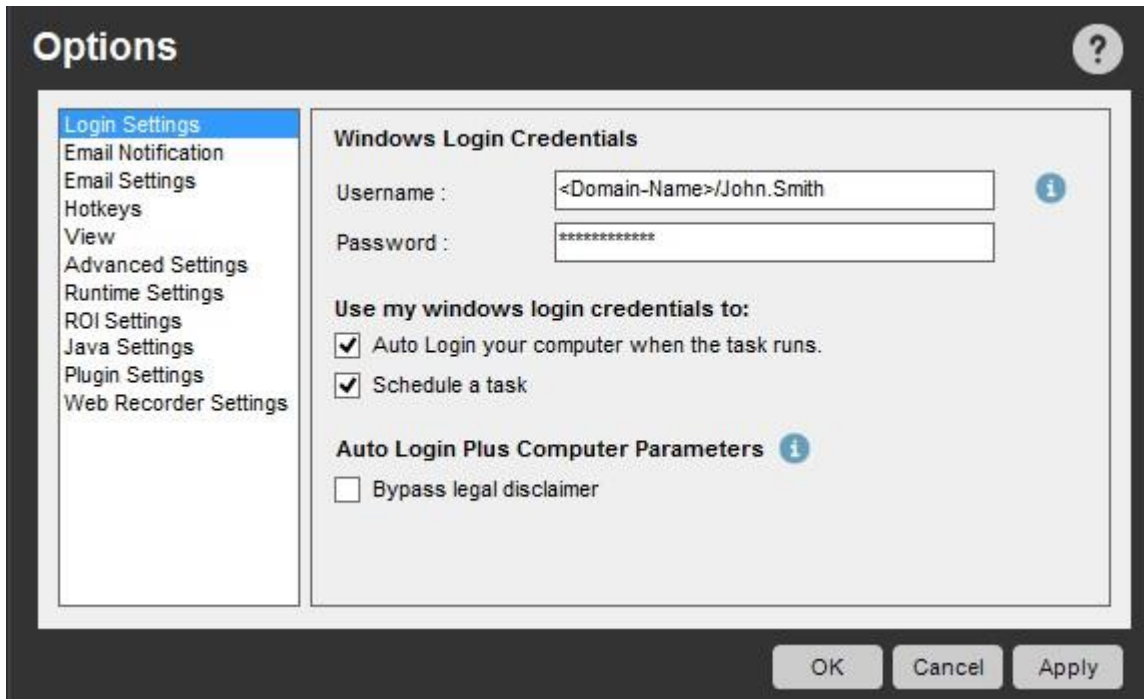 Options
?
Login Settings
Email Notification
Email Settings
Hotkeys
View
Advanced Settings
Runtime Settings
ROI Settings
Java Settings
Plugin Settings
Web Recorder Settings
Windows Login Credentials
Username : <Domain-Name>/John.Smith i
Password : ************
Use my windows login credentials to:
Auto Login your computer when the task runs.
Schedule a task
Auto Login Plus Computer Parameters i
Bypass legal disclaimer
OK Cancel Apply